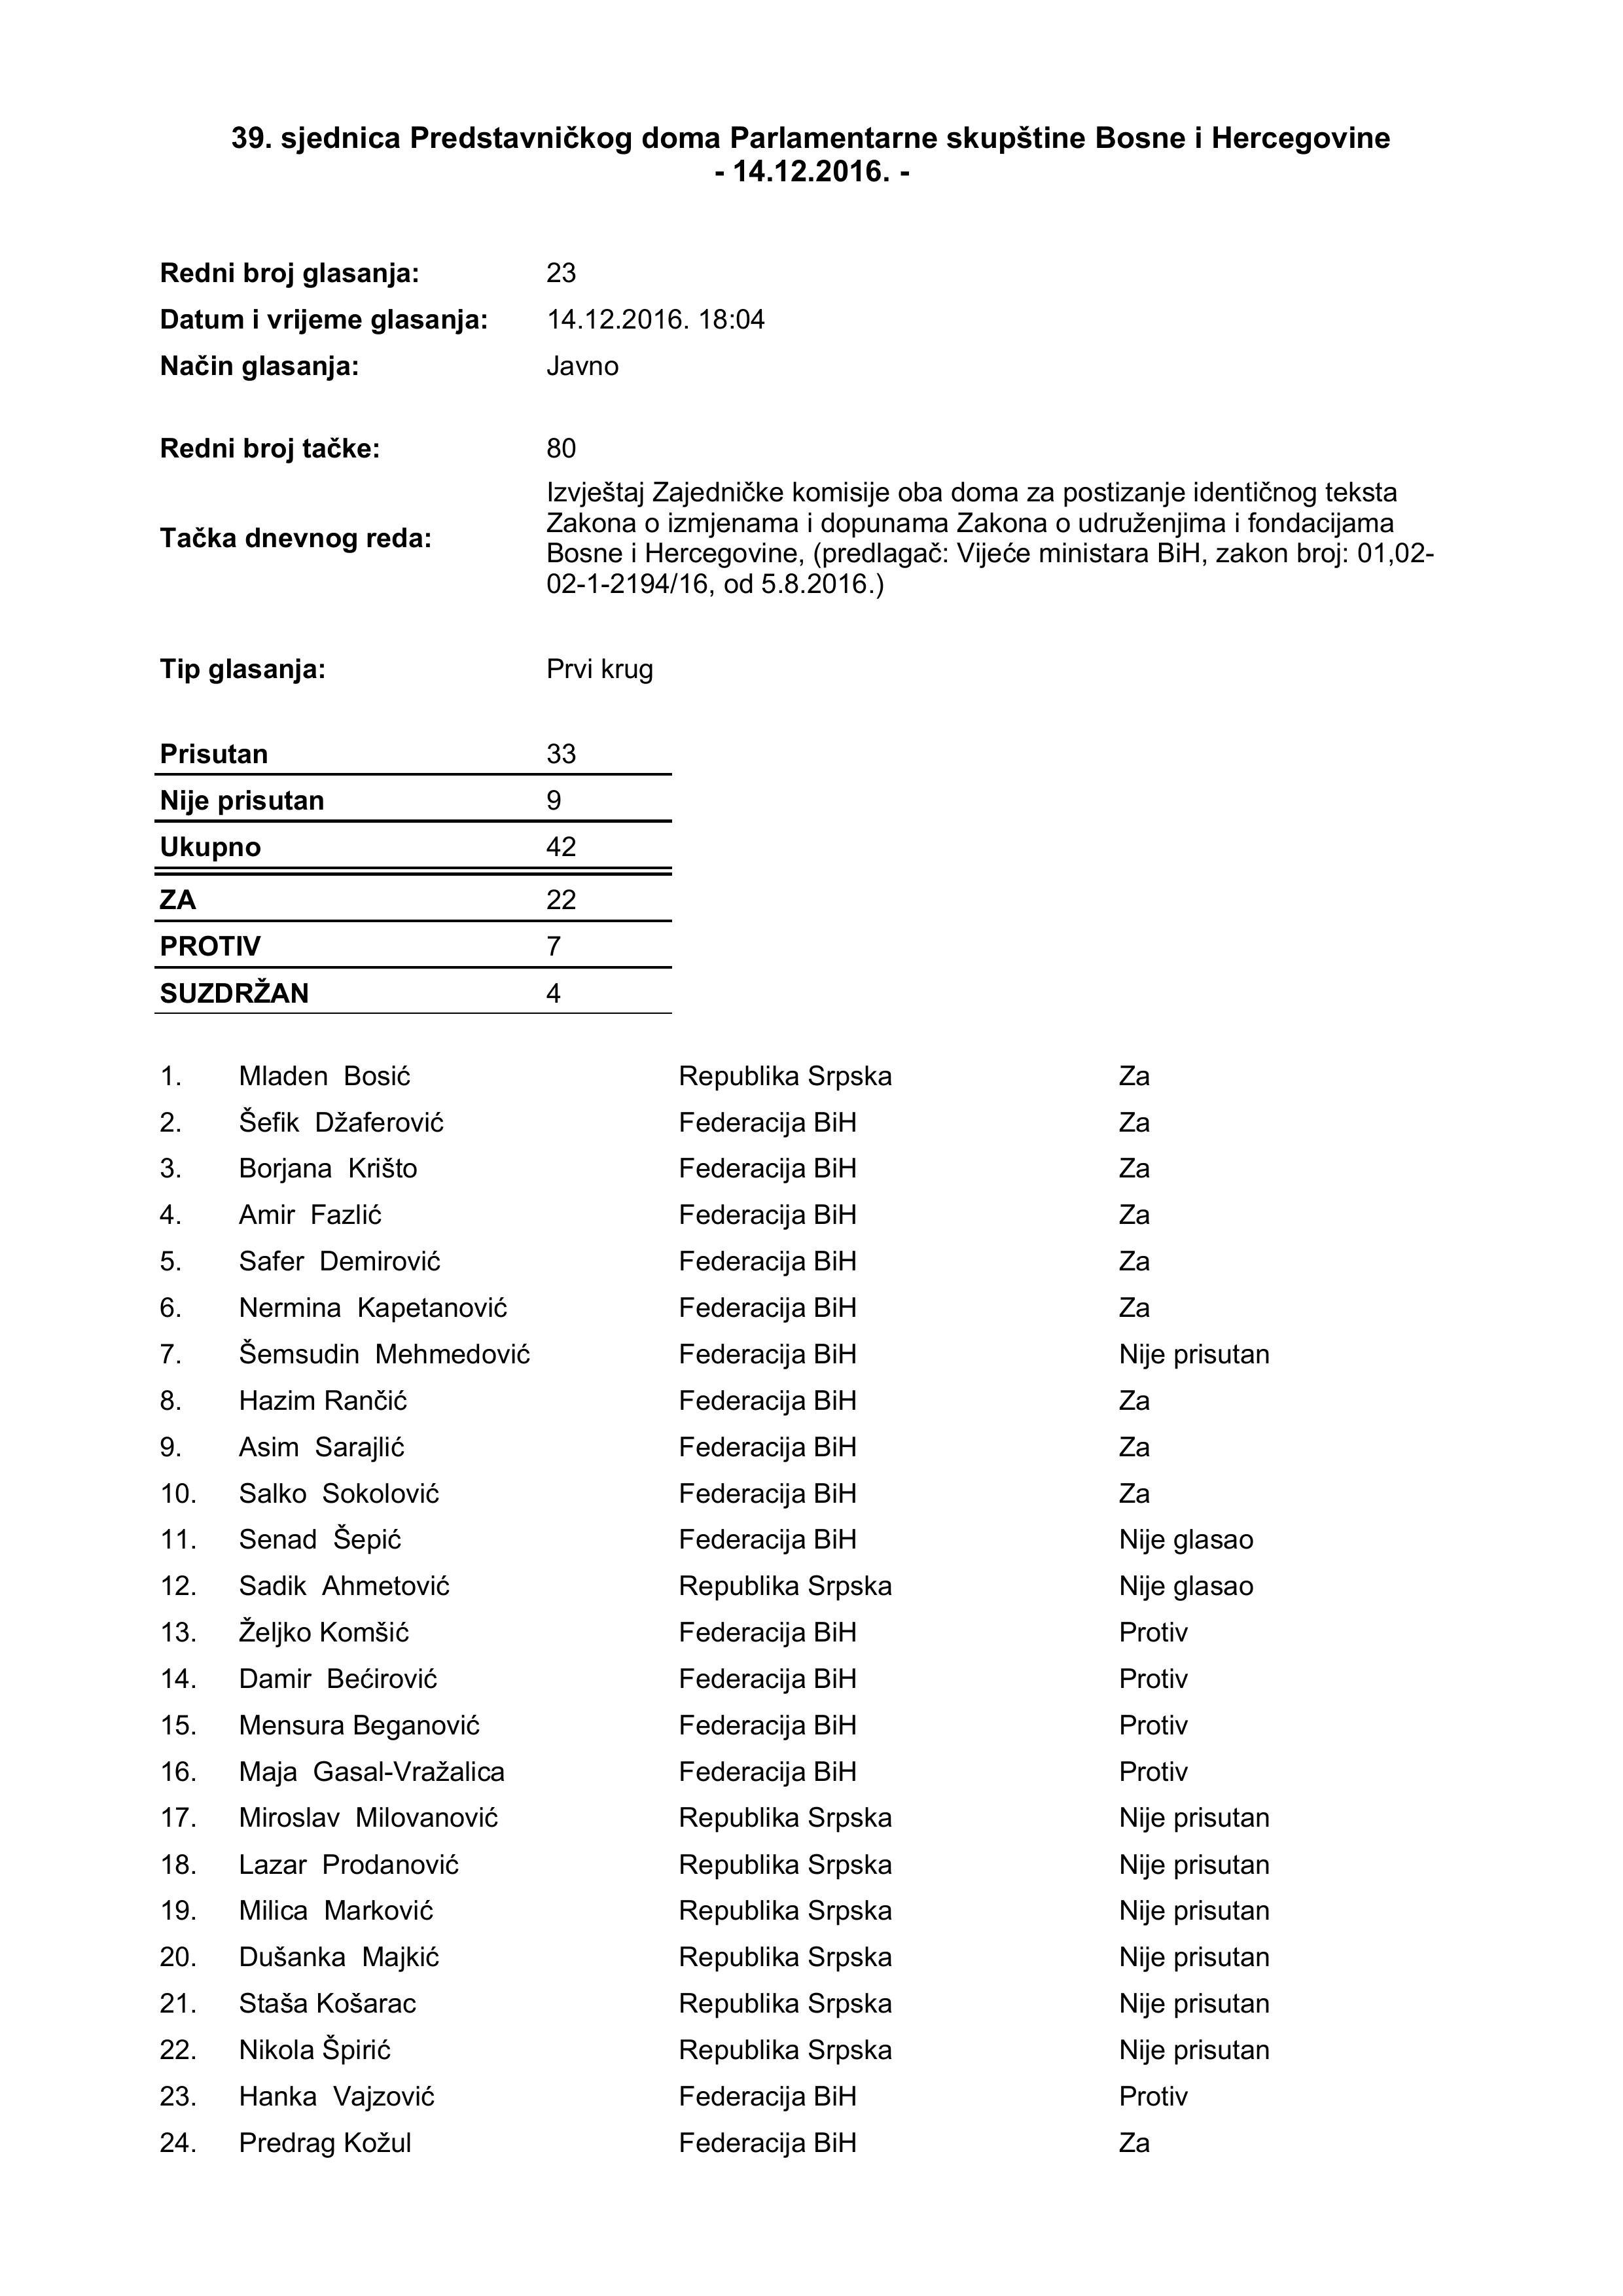 39. sjednica Predstavničkog doma Parlamentarne skupštine Bosne i Hercegovine
- 14.12.2016. -
Redni broj glasanja: 23
Datum i vrijeme glasanja: 14.12.2016. 18:04
Način glasanja: Javno
Redni broj tačke: 80
Tačka dnevnog reda: Izvještaj Zajedničke komisije oba doma za postizanje identičnog teksta
Zakona o izmjenama i dopunama Zakona o udruženjima i fondacijama
Bosne i Hercegovine, (predlagač: Vijeće ministara BiH, zakon broj: 01,02-
02-1-2194/16, od 5.8.2016.)
Tip glasanja: Prvi krug
Prisutan 33
Nije prisutan 9
Ukupno 42
ZA 22
PROTIV 7
SUZDRŽAN 4
1. Mladen Bosić Republika Srpska Za
2. Šefik Džaferović Federacija BiH Za
3. Borjana Krišto Federacija BiH Za
4. Amir Fazlić Federacija BiH Za
5. Safer Demirović Federacija BiH Za
6. Nermina Kapetanović Federacija BiH Za
7. Šemsudin Mehmedović Federacija BiH Nije prisutan
8. Hazim Rančić Federacija BiH Za
9. Asim Sarajlić Federacija BiH Za
10. Salko Sokolović Federacija BiH Za
11. Senad Šepić Federacija BiH Nije glasao
12. Sadik Ahmetović Republika Srpska Nije glasao
13. Željko Komšić Federacija BiH Protiv
14. Damir Bećirović Federacija BiH Protiv
15. Mensura Beganović Federacija BiH Protiv
16. Maja Gasal-Vražalica Federacija BiH Protiv
17. Miroslav Milovanović Republika Srpska Nije prisutan
18. Lazar Prodanović Republika Srpska Nije prisutan
19. Milica Marković Republika Srpska Nije prisutan
20. Dušanka Majkić Republika Srpska Nije prisutan
21. Staša Košarac Republika Srpska Nije prisutan
22. Nikola Špirić Republika Srpska Nije prisutan
23. Hanka Vajzović Federacija BiH Protiv
24. Predrag Kožul Federacija BiH Za